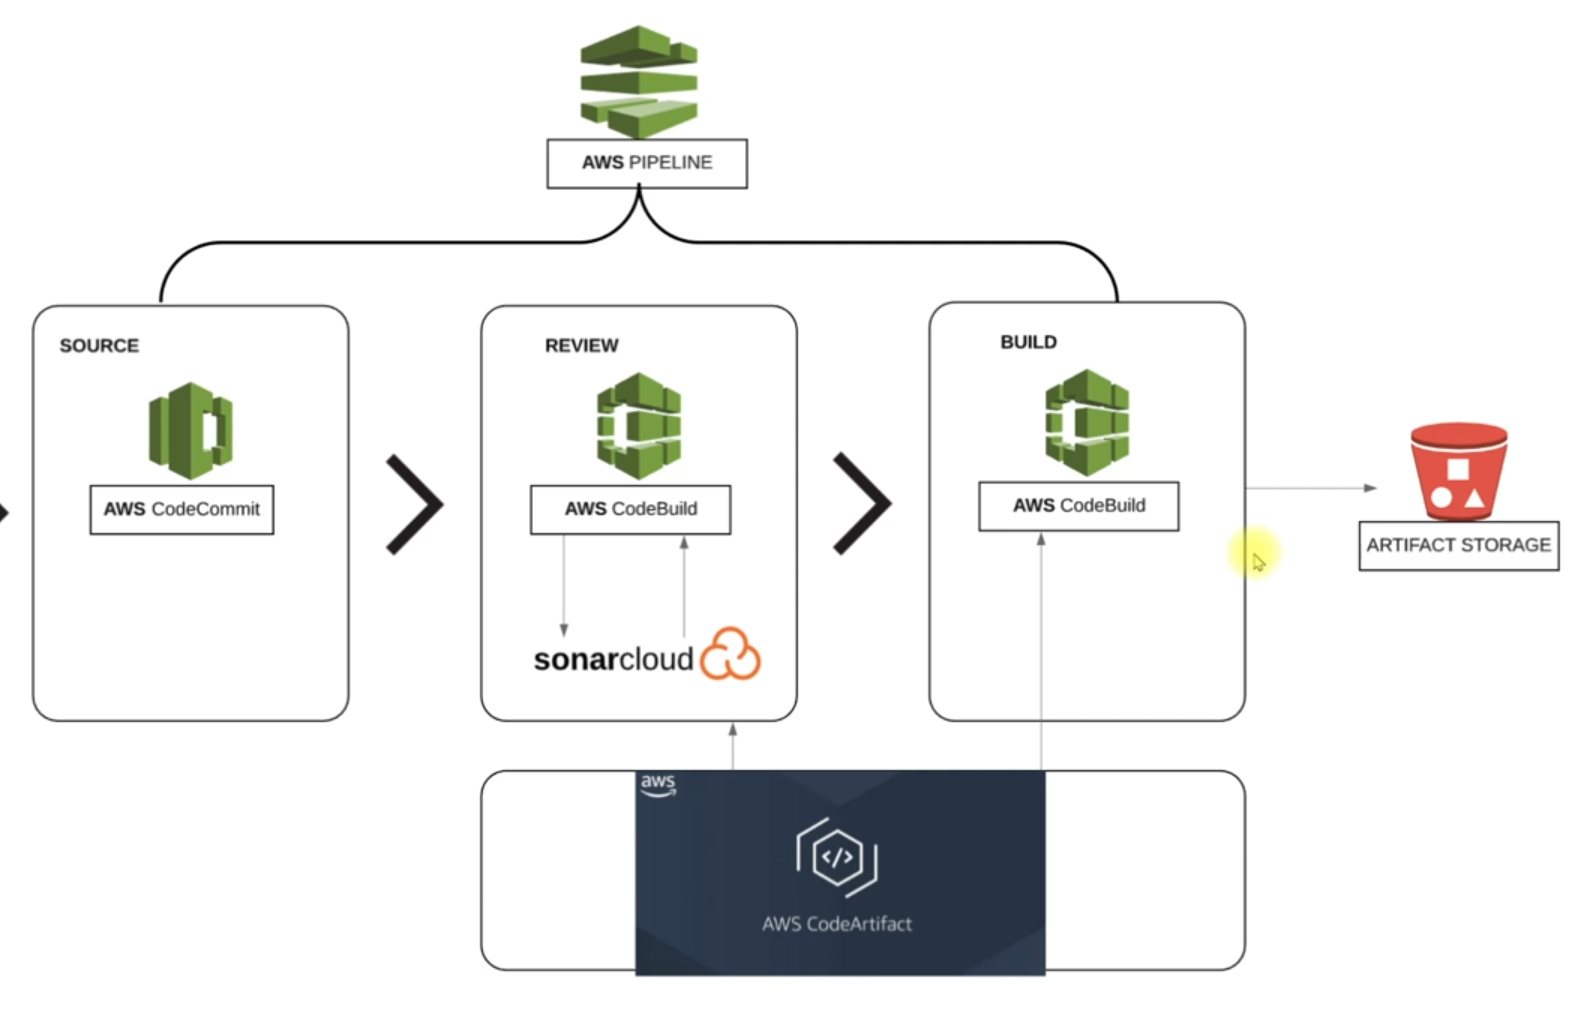 AWS PIPELINE
SOURCE
REVIEW
BUILD
AWS CodeCommit
AWS CodeBuild
AWS CodeBuild
ARTIFACT STORAGE
sonarcloud
aws
</>
AWS CodeArtifact